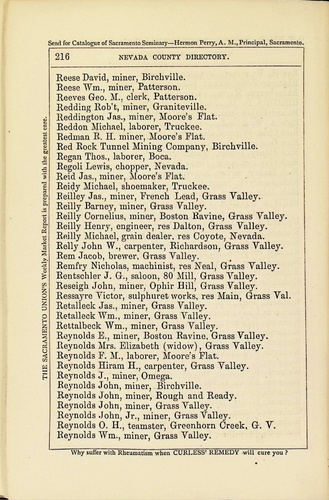 Send for Catalogue of Sacramento Seminary—Hermon Perry, A. M., Principal, Sacramento.
216 NEVADA COUNTY DIRECTORY.
Reese David, miner, Birchville.
Reese Wm., miner, Patterson.
Reeves Geo. M., clerk, Patterson.
Redding Rob't, miner, Graniteville.
Reddington Jas., miner, Moore's Flat.
Reddon Michael, laborer, Truckee.
Redman R. H. miner, Moore's Flat.
Red Rock Tunnel Mining Company, Birchville.
Regan Thos., laborer, Boca.
Regoli Lewis, chopper, Nevada.
Reid Jas., miner, Moore's Flat.
Reidy Michael, shoemaker, Truckee.
Reilley Jas., miner, French Lead, Grass Valley.
Reilly Barney, miner, Grass Valley.
Reilly Cornelius, miner, Boston Ravine, Grass Valley.
Reilly Henry, engineer, res Dalton, Grass Valley.
Reilly Michael, grain dealer, res Coyote, Nevada.
Relly John W., carpenter, Richardson, Grass Valley.
Rem Jacob, brewer, Grass Valley.
Remfry Nicholas, machinist, res Neal, Grass Valley.
Rentschler J. G., saloon, 80 Mill, Grass Valley.
Reseigh John, miner, Ophir Hill, Grass Valley.
Ressayre Victor, sulphuret works, res Main, Grass Val.
Retalleck Jas., miner, Grass Valley.
Retalleck Wm., miner, Grass Valley.
Rettalbeck Wm., miner, Grass Valley.
Reynolds E., miner, Boston Ravine, Grass Valley.
Reynolds Mrs. Elizabeth (widow), Grass Valley.
Reynolds F. M., laborer, Moore's Flat.
Reynolds Hiram H., carpenter, Grass Valley.
Reynolds J., miner, Omega.
Reynolds John, miner, Birchville.
Reynolds John, miner, Rough and Ready.
Reynolds John, miner, Grass Valley.
Reynolds John, Jr., miner, Grass Valley.
Reynolds O. H., teamster, Greenhorn Creek, G. V.
Reynolds Wm., miner, Grass Valley.
THE SACRAMENTO UNION'S Weekly Market Report is prepared with the greatest care.
Why suffer with Rheumatism when CURLESS' REMEDY will cure you?